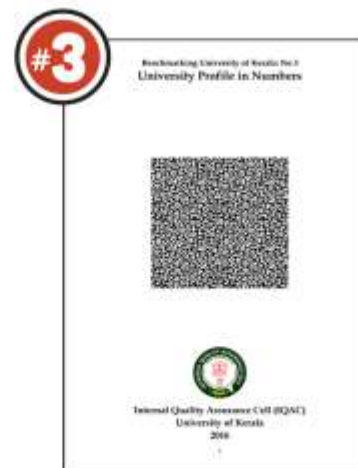 #3
Benchmarking University of Kerala No 3
University Profile in Numbers
Internal Quality Assurance Cell (IQAC)
University of Kerala
2016